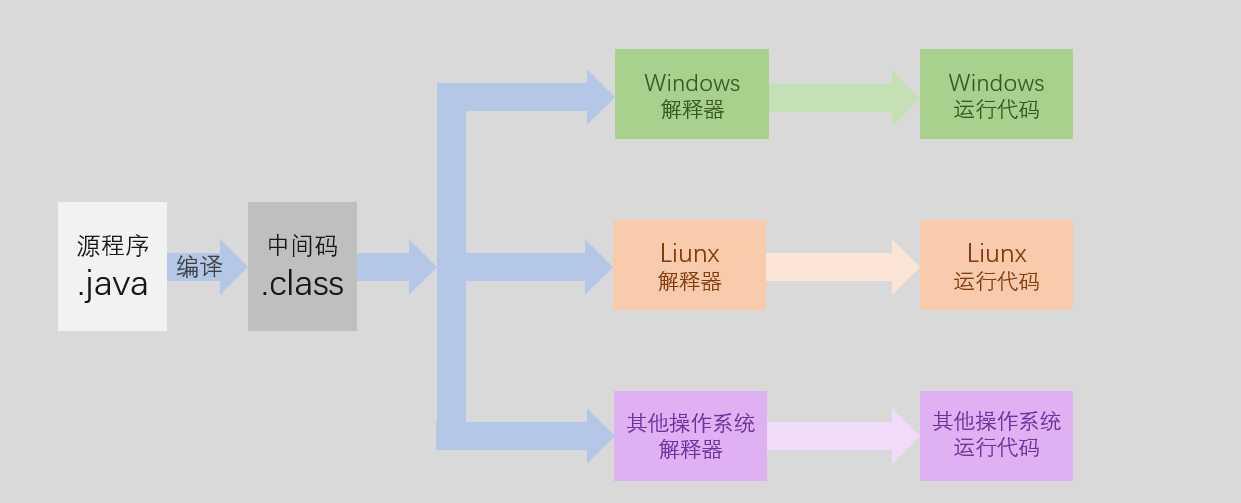 源程序
.java
编译
中间码
.class
Windows
解释器
Windows
运行代码
Liunx
解释器
Liunx
运行代码
其他操作系统
解释器
其他操作系统
运行代码